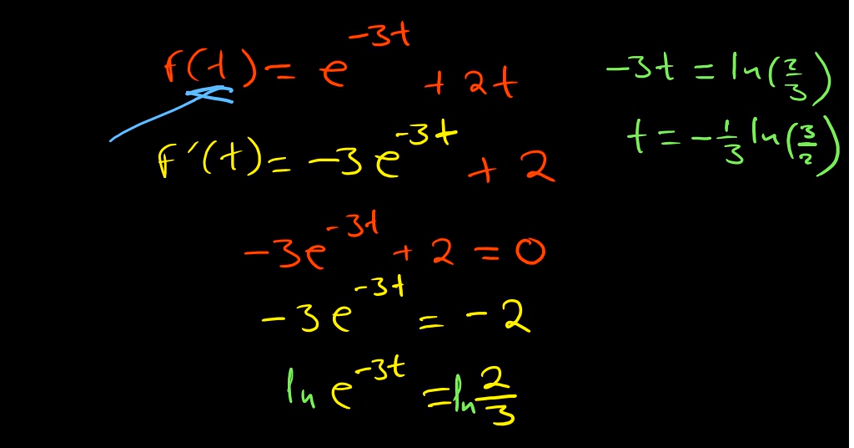 f(t) = e^{-3t} + 2t
f'(t) = -3e^{-3t} + 2
-3e^{-3t} + 2 = 0
-3e^{-3t} = -2
ln e^{-3t} = ln 2/3
-3t = ln(2/3)
t = -1/3 ln(3/2)